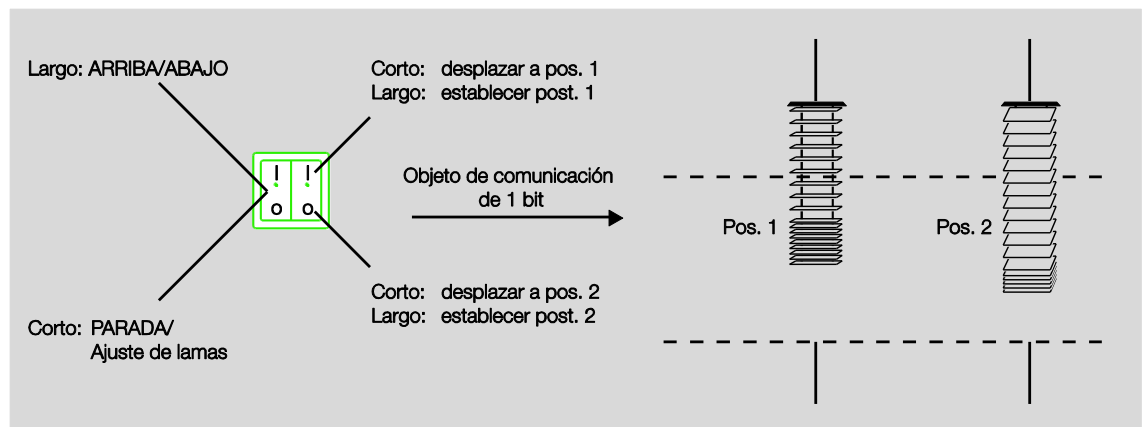 Largo: ARRIBA/ABAJO
Corto: PARADA/
Ajuste de lamas
I I
O O
Corto: desplazar a pos. 1
Largo: establecer post. 1
Corto: desplazar a pos. 2
Largo: establecer post. 2
Objeto de comunicación
de 1 bit
Pos. 1
Pos. 2